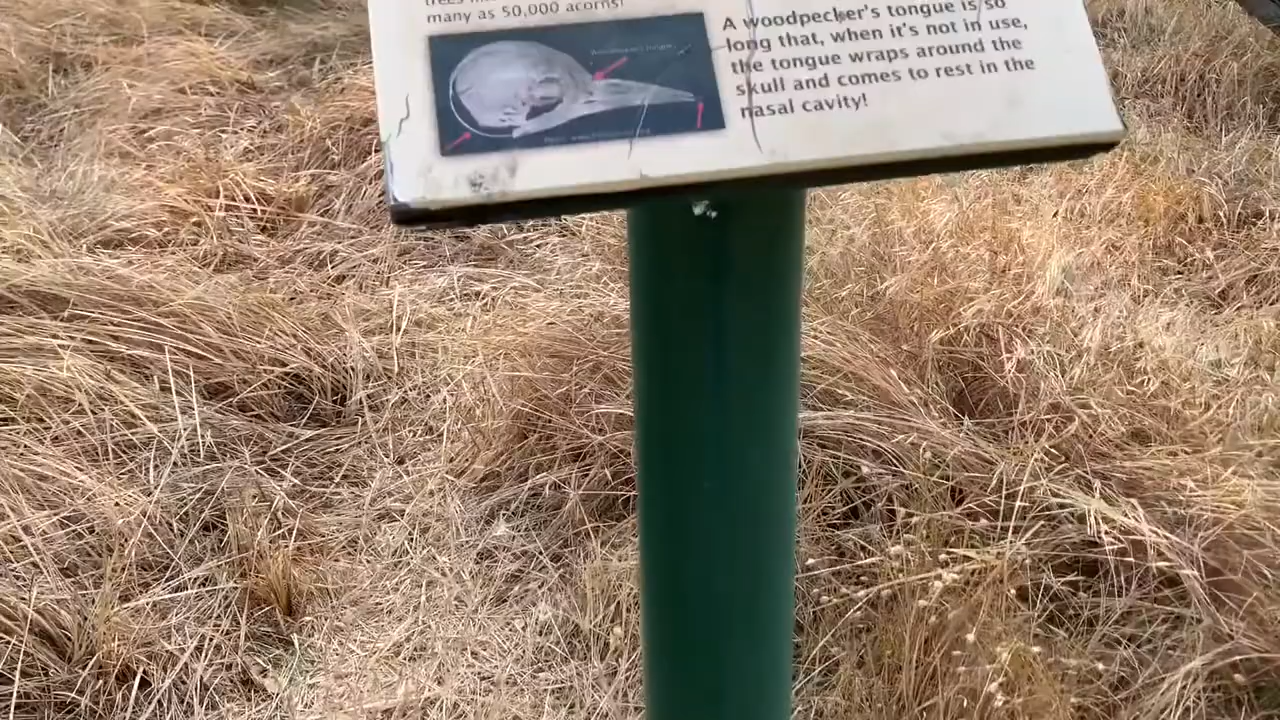 many as 50,000 acorns!
A woodpecker's tongue is so
long that, when it's not in use,
the tongue wraps around the
skull and comes to rest in the
nasal cavity!